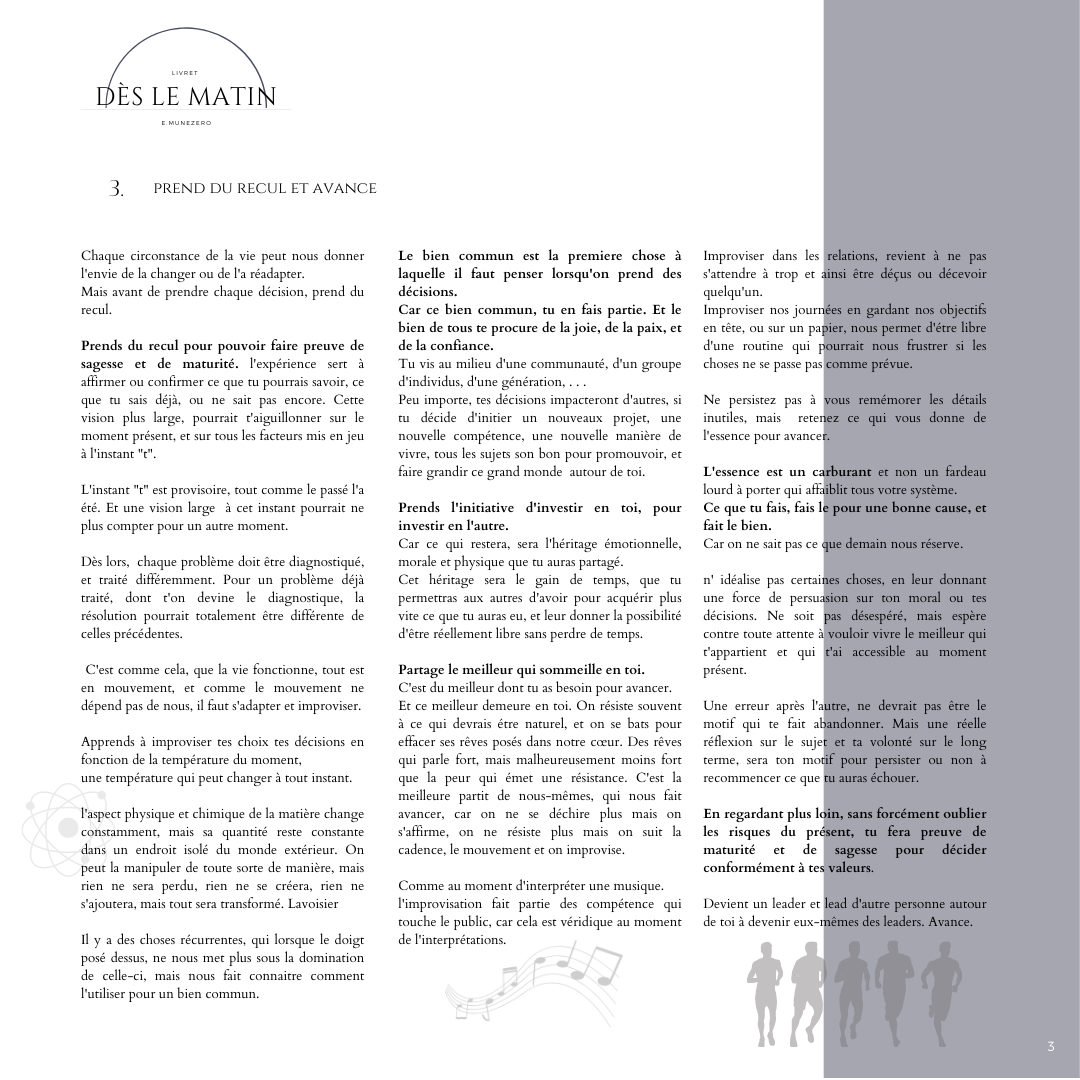 LIVRET
DÈS LE MATIN
E.MUNEZERO
3. PREND DU RECUL ET AVANCE
Chaque circonstance de la vie peut nous donner
l'envie de la changer ou de l'a réadapter.
Mais avant de prendre chaque décision, prend du
recul.
Prends du recul pour pouvoir faire preuve de
sagesse et de maturité. l'expérience sert à
affirmer ou confirmer ce que tu pourrais savoir, ce
que tu sais déjà, ou ne sait pas encore. Cette
vision plus large, pourrait t'aiguillonner sur le
moment présent, et sur tous les facteurs mis en jeu
à l'instant "t".
L'instant "t" est provisoire, tout comme le passé l'a
été. Et une vision large  à cet instant pourrait ne
plus compter pour un autre moment.
Dès lors,  chaque problème doit être diagnostiqué,
et traité différemment. Pour un problème déjà
traité, dont t'on devine le diagnostique, la
résolution pourrait totalement être différente de
celles précédentes.
C'est comme cela, que la vie fonctionne, tout est
en mouvement, et comme le mouvement ne
dépend pas de nous, il faut s'adapter et improviser.
Apprends à improviser tes choix tes décisions en
fonction de la température du moment,
une température qui peut changer à tout instant.
l'aspect physique et chimique de la matière change
constamment, mais sa quantité reste constante
dans un endroit isolé du monde extérieur. On
peut la manipuler de toute sorte de manière, mais
rien ne sera perdu, rien ne se créera, rien ne
s'ajoutera, mais tout sera transformé. Lavoisier
Il y a des choses récurrentes, qui lorsque le doigt
posé dessus, ne nous met plus sous la domination
de celle-ci, mais nous fait connaitre comment
l'utiliser pour un bien commun.
Le bien commun est la premiere chose à
laquelle il faut penser lorsqu'on prend des
décisions.
Car ce bien commun, tu en fais partie. Et le
bien de tous te procure de la joie, de la paix, et
de la confiance.
Tu vis au milieu d'une communauté, d'un groupe
d'individus, d'une génération, . . .
Peu importe, tes décisions impacteront d'autres, si
tu décide d'initier un nouveaux projet, une
nouvelle compétence, une nouvelle manière de
vivre, tous les sujets son bon pour promouvoir, et
faire grandir ce grand monde  autour de toi.
Prends l'initiative d'investir en toi, pour
investir en l'autre.
Car ce qui restera, sera l'héritage émotionnelle,
morale et physique que tu auras partagé.
Cet héritage sera le gain de temps, que tu
permettras aux autres d'avoir pour acquérir plus
vite ce que tu auras eu, et leur donner la possibilité
d'être réellement libre sans perdre de temps.
Partage le meilleur qui sommeille en toi.
C'est du meilleur dont tu as besoin pour avancer.
Et ce meilleur demeure en toi. On résiste souvent
à ce qui devrais étre naturel, et on se bats pour
effacer ses rêves posés dans notre cœur. Des rêves
qui parle fort, mais malheureusement moins fort
que la peur qui émet une résistance. C'est la
meilleure partit de nous-mêmes, qui nous fait
avancer, car on ne se déchire plus mais on
s'affirme, on ne résiste plus mais on suit la
cadence, le mouvement et on improvise.
Comme au moment d'interpréter une musique.
l'improvisation fait partie des compétence qui
touche le public, car cela est véridique au moment
de l'interprétations.
Improviser dans les relations, revient à ne pas
s'attendre à trop et ainsi être déçus ou décevoir
quelqu'un.
Improviser nos journées en gardant nos objectifs
en tête, ou sur un papier, nous permet d'étre libre
d'une routine qui pourrait nous frustrer si les
choses ne se passe pas comme prévue.
Ne persistez pas à vous remémorer les détails
inutiles, mais  retenez ce qui vous donne de
l'essence pour avancer.
L'essence est un carburant et non un fardeau
lourd à porter qui affaiblit tous votre système.
Ce que tu fais, fais le pour une bonne cause, et
fait le bien.
Car on ne sait pas ce que demain nous réserve.
n' idéalise pas certaines choses, en leur donnant
une force de persuasion sur ton moral ou tes
décisions. Ne soit pas désespéré, mais espère
contre toute attente à vouloir vivre le meilleur qui
t'appartient et qui t'ai accessible au moment
présent.
Une erreur après l'autre, ne devrait pas être le
motif qui te fait abandonner. Mais une réelle
réflexion sur le sujet et ta volonté sur le long
terme, sera ton motif pour persister ou non à
recommencer ce que tu auras échouer.
En regardant plus loin, sans forcément oublier
les risques du présent, tu fera preuve de
maturité et de sagesse pour décider
conformément à tes valeurs.
Devient un leader et lead d'autre personne autour
de toi à devenir eux-mêmes des leaders. Avance.
3